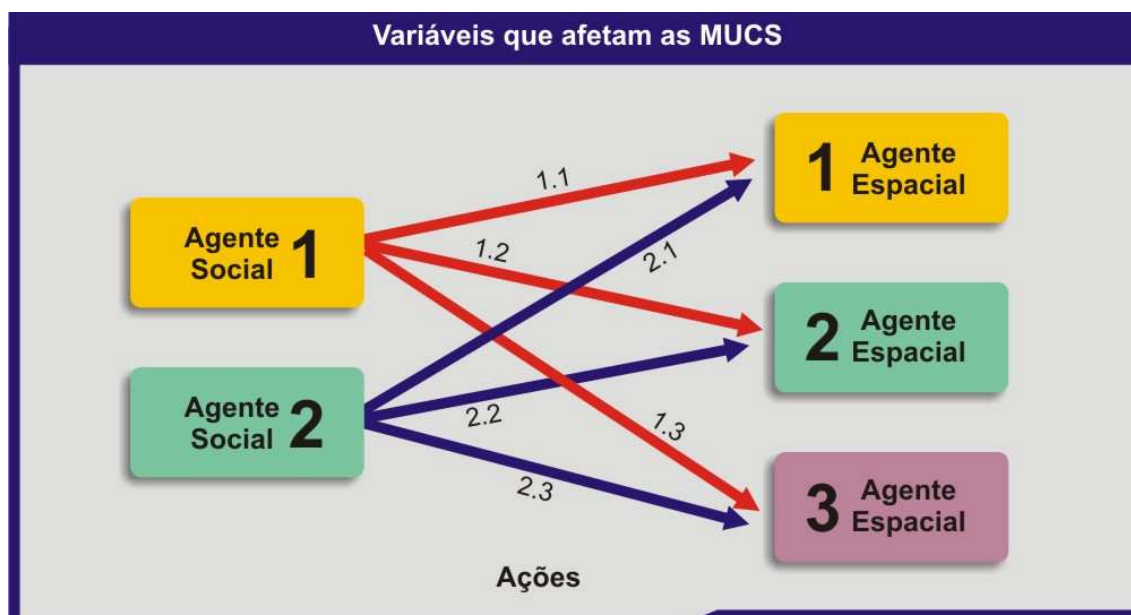 Variáveis que afetam as MUCS
Agente
Social 1
Agente
Social 2
1.1
1.2
2.1
2.2
1.3
2.3
1 Agente
Espacial
2 Agente
Espacial
3 Agente
Espacial
Ações